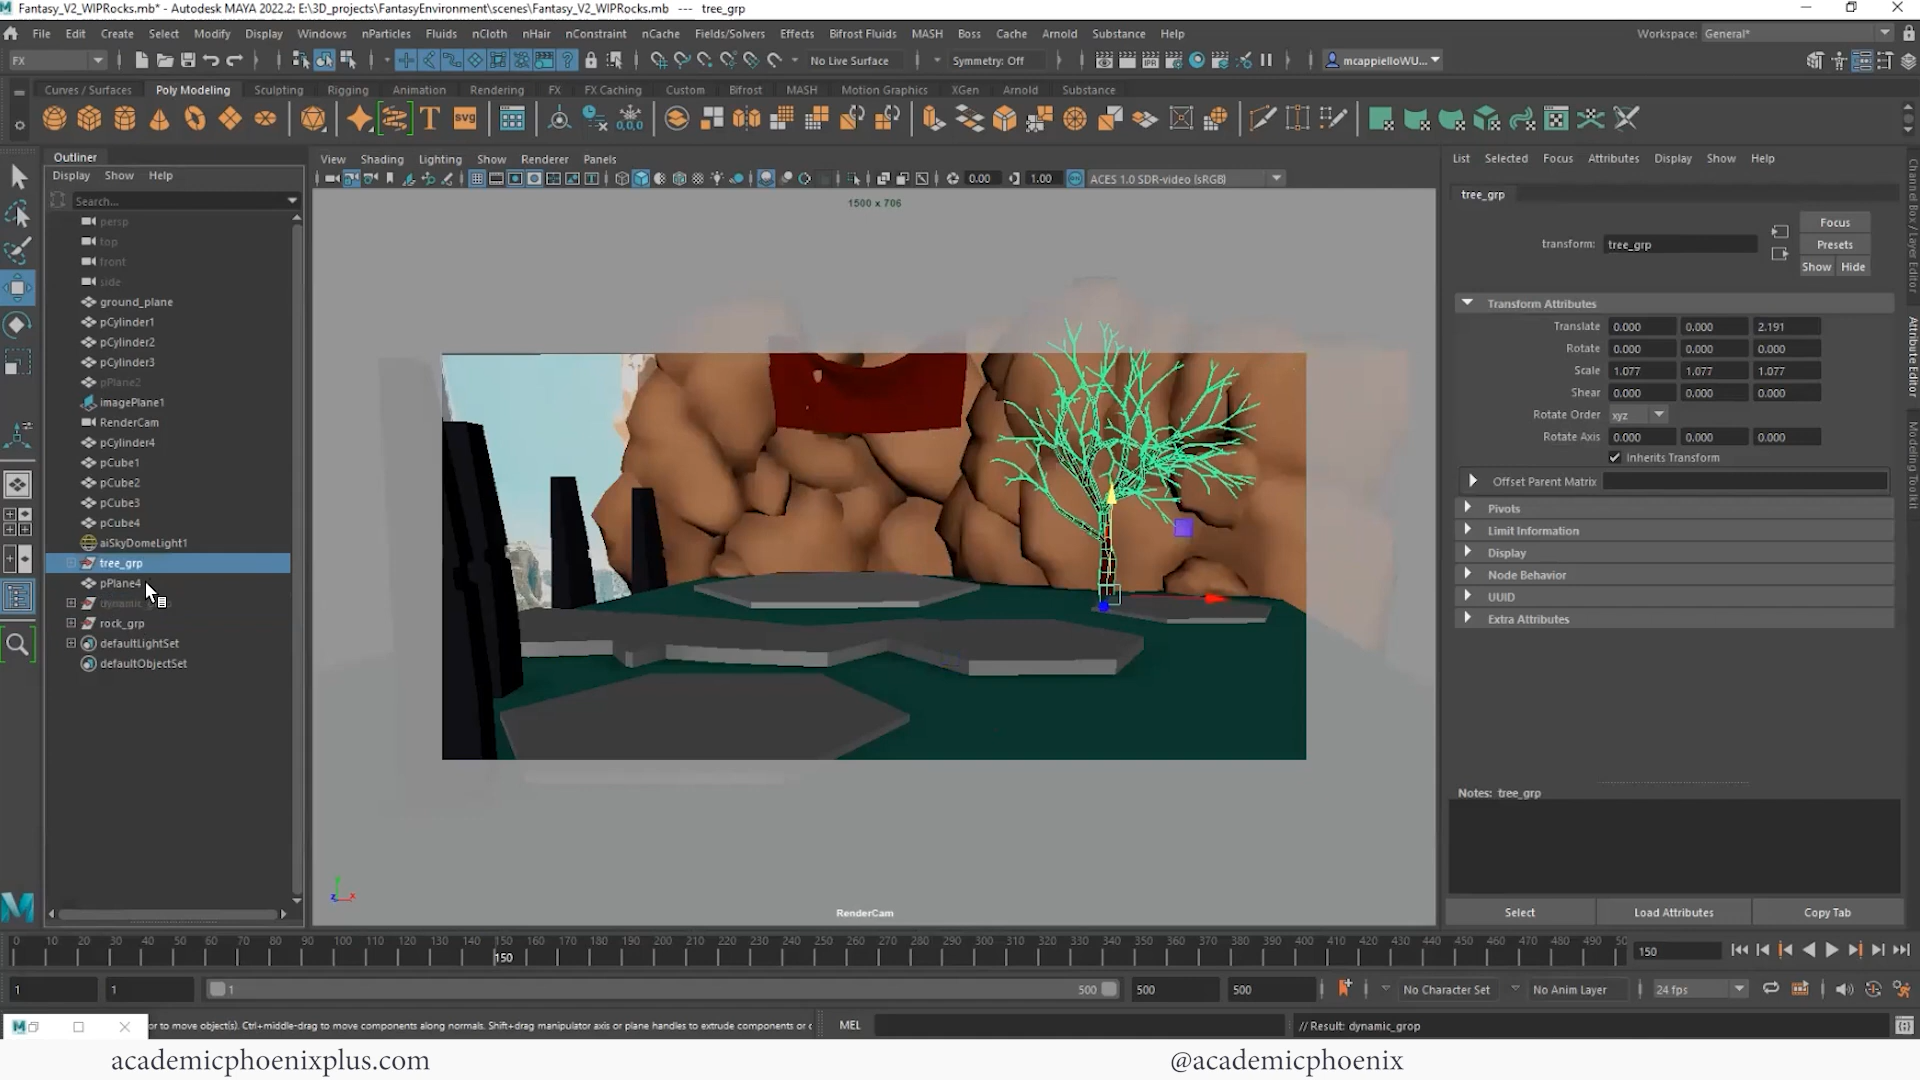 Fantasy_V2_WIPRocks.mb* - Autodesk MAYA 2022.2: E:\3D_projects\FantasyEnvironment\scenes\Fantasy_V2_WIPRocks.mb --- tree_grp
File Edit Create Select Modify Display Windows nParticles Fluids nCloth nHair nConstraint nCache Fields/Solvers Effects Bifrost Fluids MASH Boss Cache Arnold Substance Help
Workspace: General*
FX No Live Surface Symmetry: Off mcappielloWU...
Curves / Surfaces Poly Modeling Sculpting Rigging Animation Rendering FX FX Caching Custom Bifrost MASH Motion Graphics XGen Arnold Substance
Outliner
Display Show Help
Search...
persp
top
front
side
ground_plane
pCylinder1
pCylinder2
pCylinder3
pPlane2
imagePlane1
RenderCam
pCylinder4
pCube1
pCube2
pCube3
pCube4
aiSkyDomeLight1
tree_grp
pPlane4
rock_grp
defaultLightSet
defaultObjectSet
View Shading Lighting Show Renderer Panels
0.00 1.00 ACES 1.0 SDR-video (sRGB)
1500 x 706
RenderCam
List Selected Focus Attributes Display Show Help
tree_grp
transform: tree_grp
Focus
Presets
Show Hide
Transform Attributes
Translate 0.000 0.000 2.191
Rotate 0.000 0.000 0.000
Scale 1.077 1.077 1.077
Shear 0.000 0.000 0.000
Rotate Order xyz
Rotate Axis 0.000 0.000 0.000
Inherits Transform
Offset Parent Matrix
Pivots
Limit Information
Display
Node Behavior
UUID
Extra Attributes
Notes: tree_grp
Select Load Attributes Copy Tab
Channel Box / Layer Editor
Attribute Editor
Modeling Toolkit
0 10 20 30 40 50 60 70 80 90 100 110 120 130 140 150 160 170 180 190 200 210 220 230 240 250 260 270 280 290 300 310 320 330 340 350 360 370 380 390 400 410 420 430 440 450 460 470 480 490 50
150
150
1 1 1 500 500 500 No Character Set No Anim Layer 24 fps
or to move object(s). Ctrl+middle-drag to move components along normals. Shift+drag manipulator axis or plane handles to extrude components or c
MEL
// Result: dynamic_grop
academicphoenixplus.com
@academicphoenix